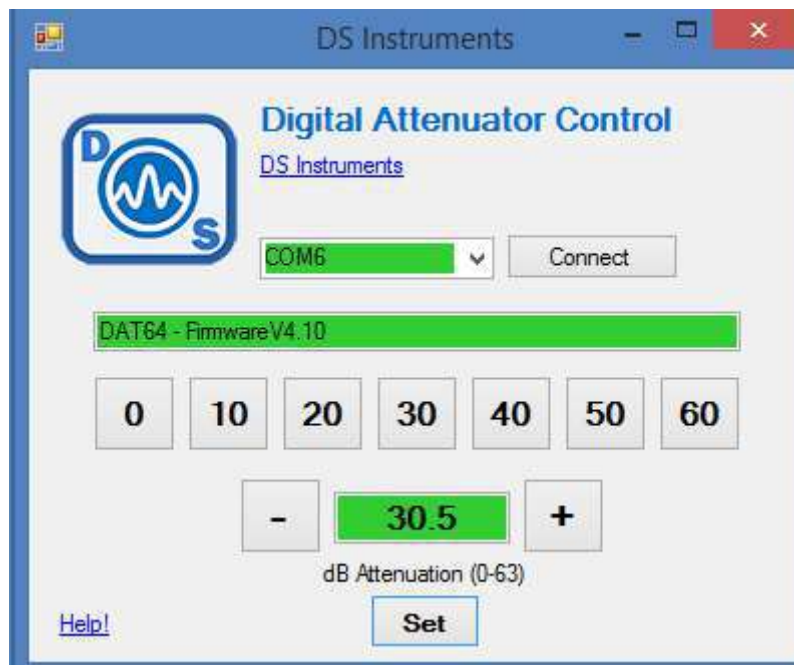 DS Instruments
Digital Attenuator Control
DS Instruments
D
S
COM6 Connect
DAT64 - FirmwareV4.10
0 10 20 30 40 50 60
- 30.5 +
dB Attenuation (0-63)
Help! Set